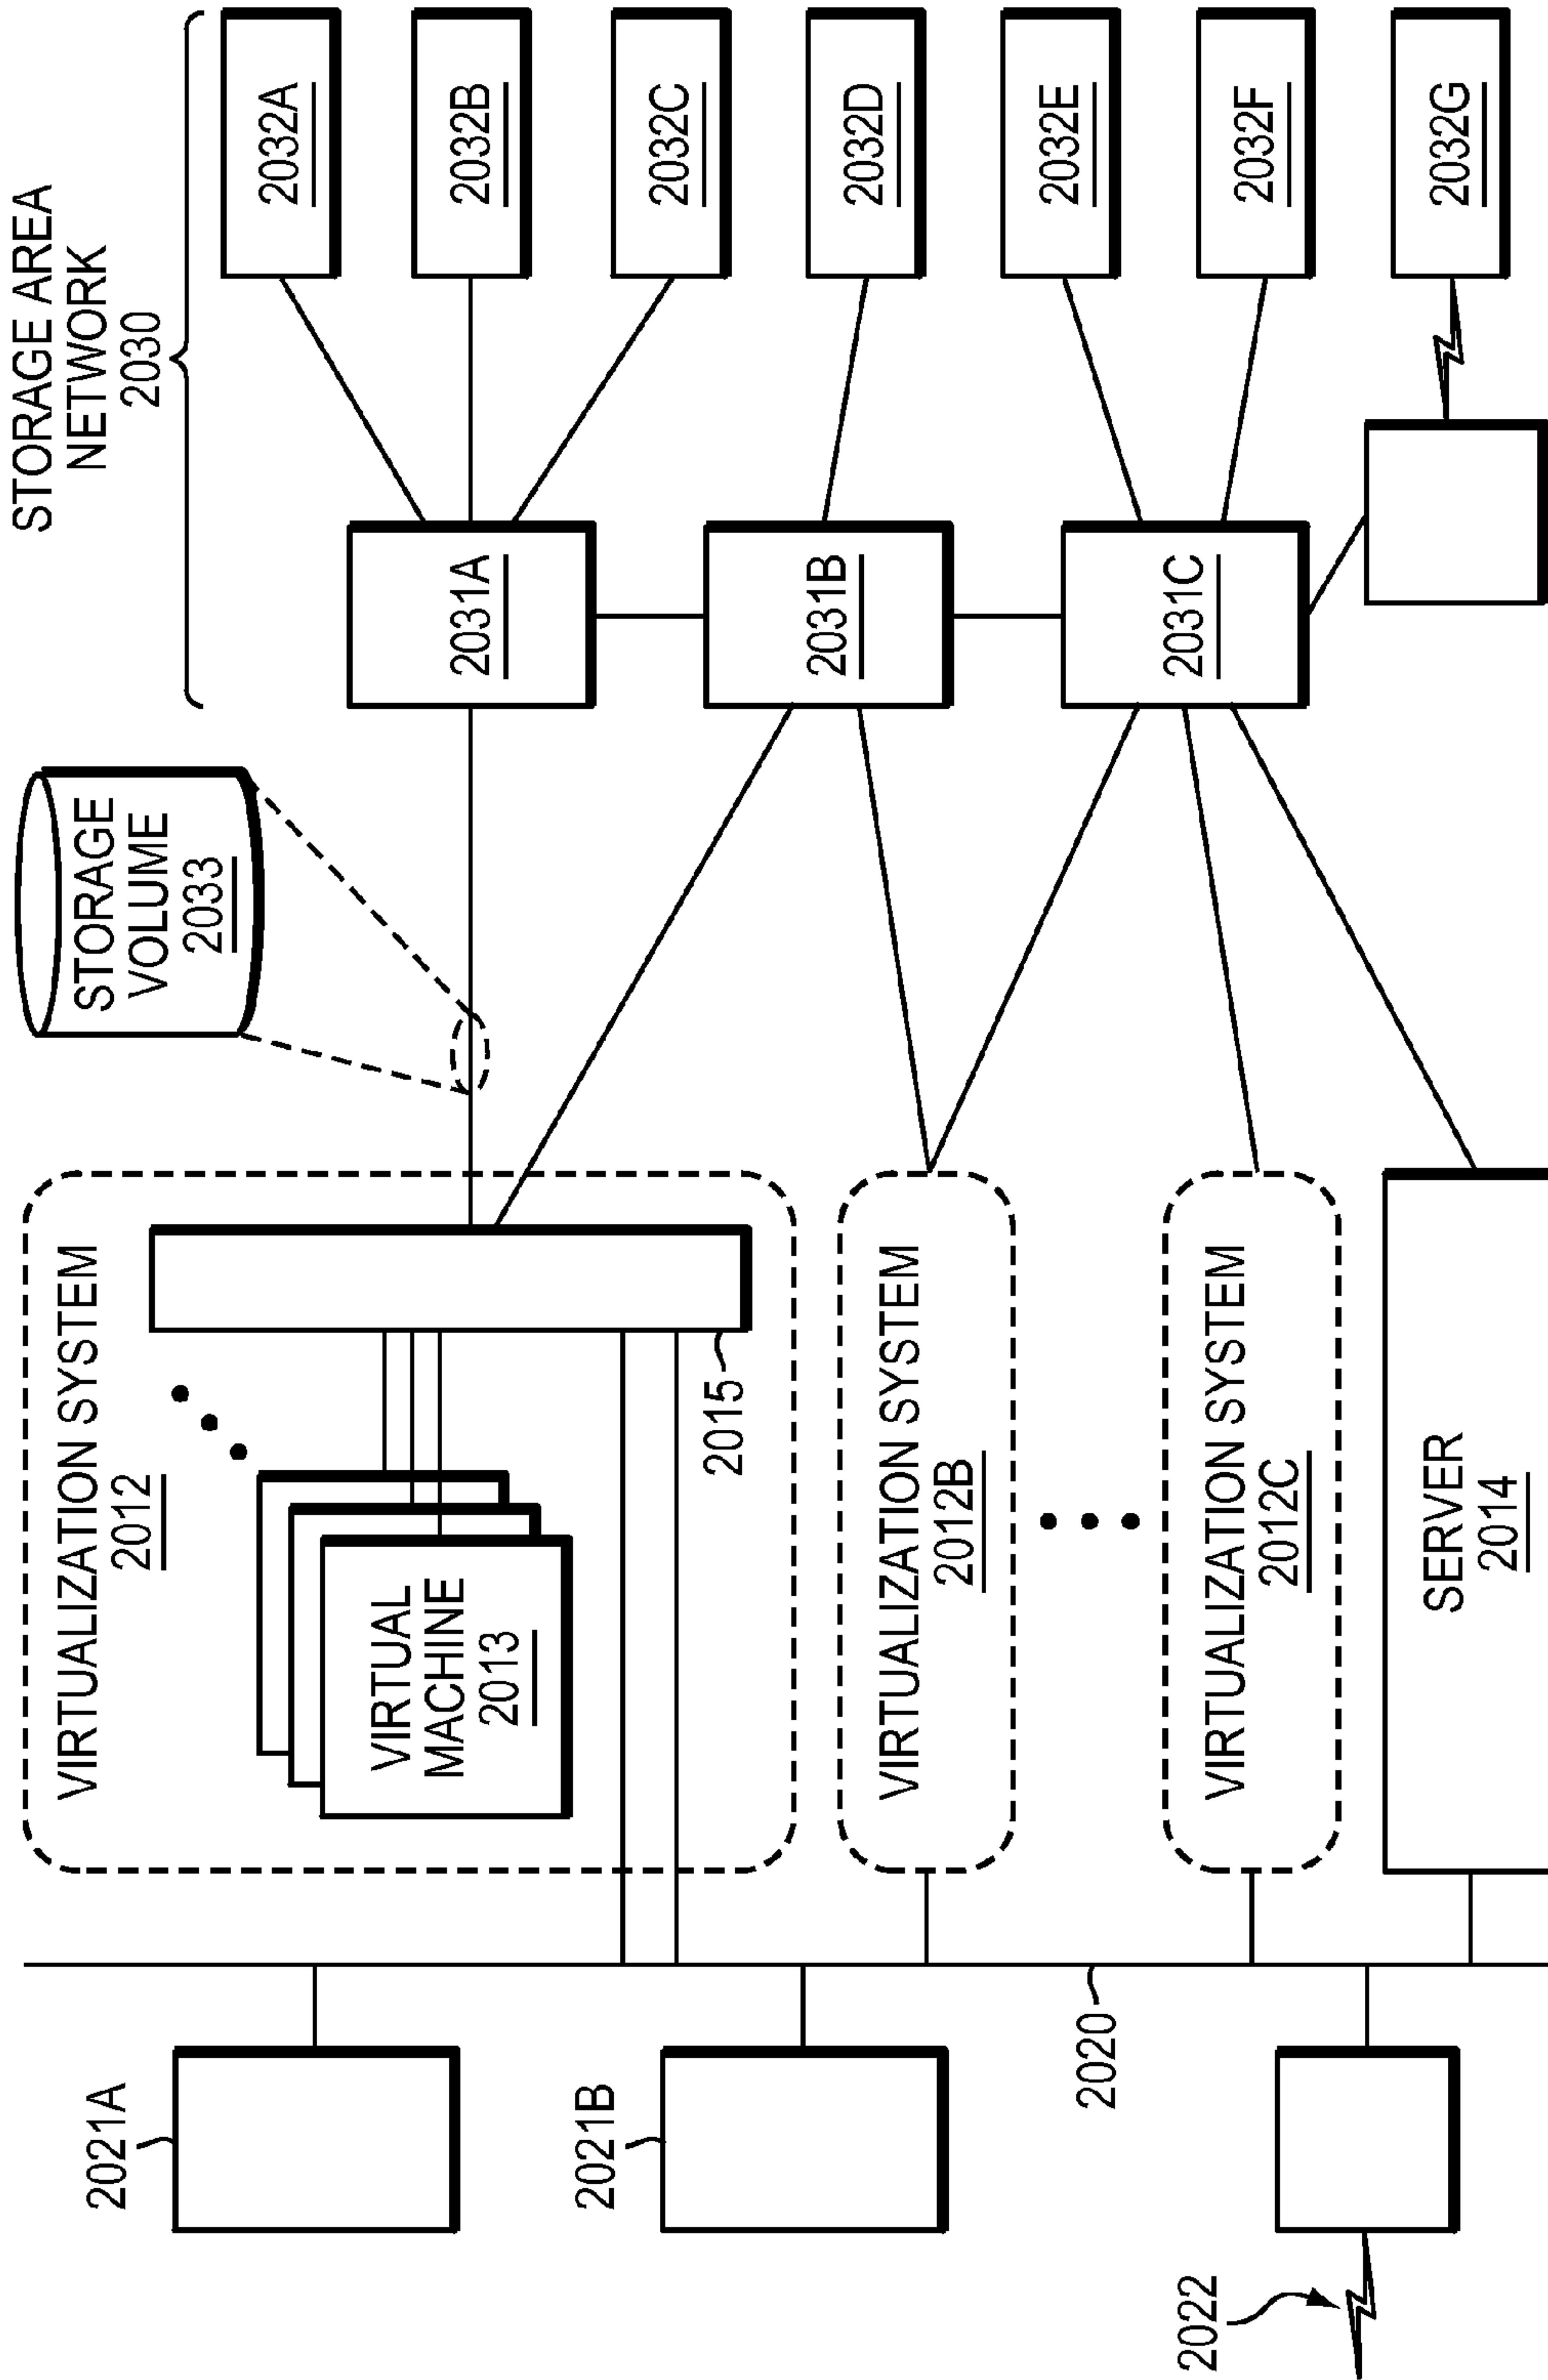 2021A
2021B
2022
2020
VIRTUALIZATION SYSTEM
2012
VIRTUAL
MACHINE
2013
2015
VIRTUALIZATION SYSTEM
2012B
VIRTUALIZATION SYSTEM
2012C
SERVER
2014
STORAGE
VOLUME
2033
STORAGE AREA
NETWORK
2030
2031A
2031B
2031C
2032A
2032B
2032C
2032D
2032E
2032F
2032G